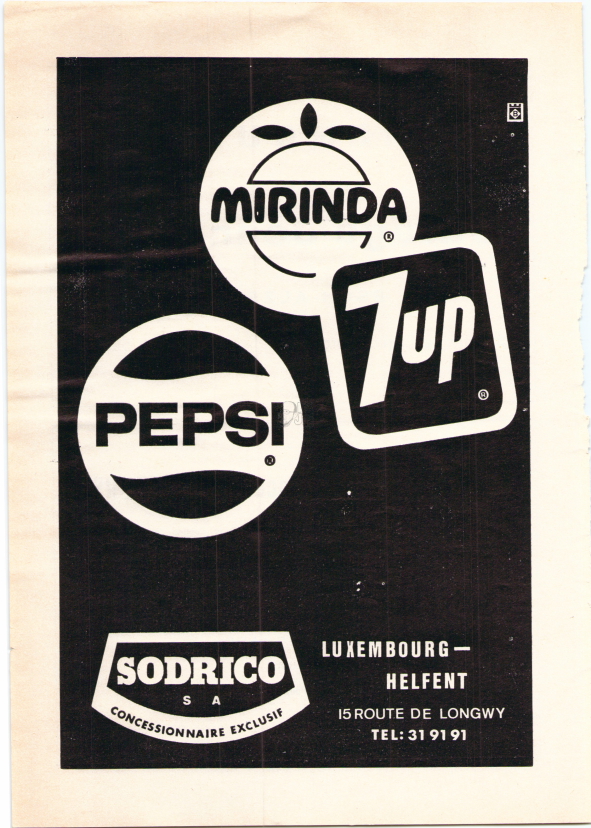 MIRINDA
®
7up
®
PEPSI
®
SODRICO
S A
CONCESSIONNAIRE EXCLUSIF
LUXEMBOURG—
HELFENT
15 ROUTE DE LONGWY
TEL: 31 91 91